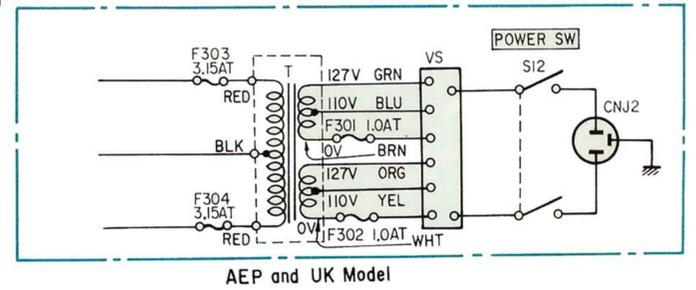 POWER SW
F303
3.15AT
RED
T
127V GRN
VS
S12
110V BLU
CNJ2
F301 1.0AT
BLK
0V
BRN
127V ORG
F304
3.15AT
110V YEL
RED
0V
F302 1.0AT
WHT
AEP and UK Model